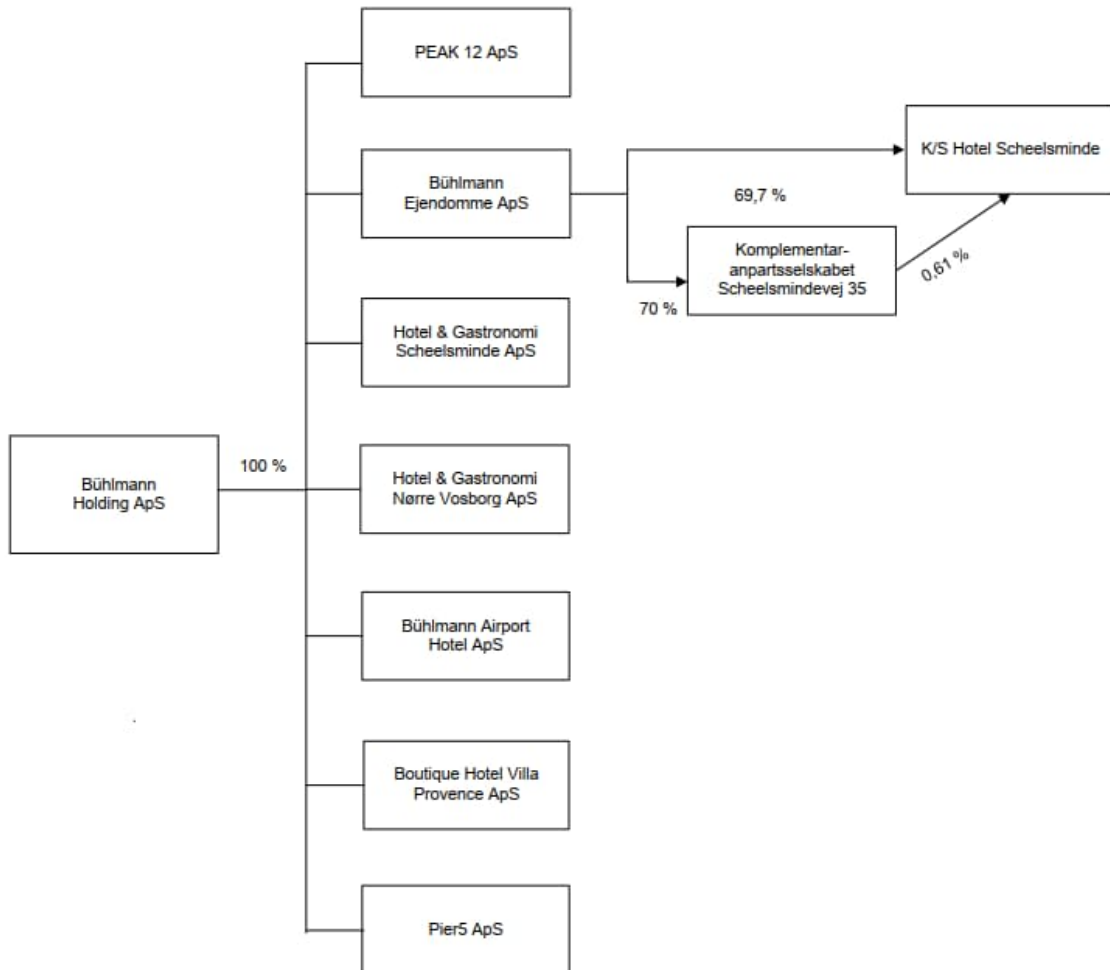 PEAK 12 ApS
K/S Hotel Scheelsminde
Bühlmann
Ejendomme ApS
69,7 %
Komplementar-
anpartsselskabet
Scheelsmindevej 35
0,61 %
70 %
Hotel & Gastronomi
Scheelsminde ApS
Bühlmann
Holding ApS
100 %
Hotel & Gastronomi
Nørre Vosborg ApS
Bühlmann Airport
Hotel ApS
Boutique Hotel Villa
Provence ApS
Pier5 ApS